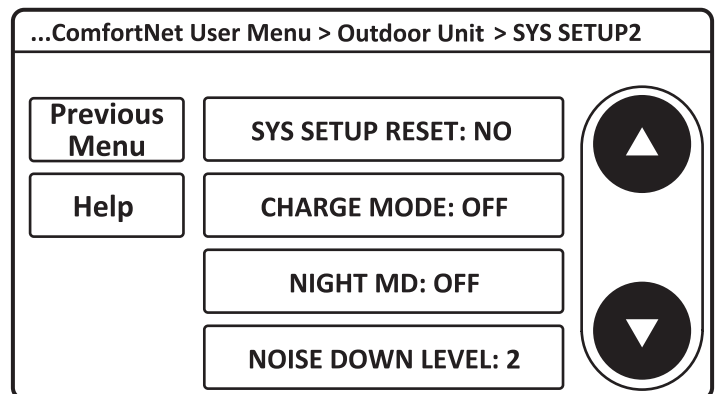 ...ComfortNet User Menu > Outdoor Unit > SYS SETUP2
Previous
Menu
SYS SETUP RESET: NO
Help
CHARGE MODE: OFF
NIGHT MD: OFF
NOISE DOWN LEVEL: 2